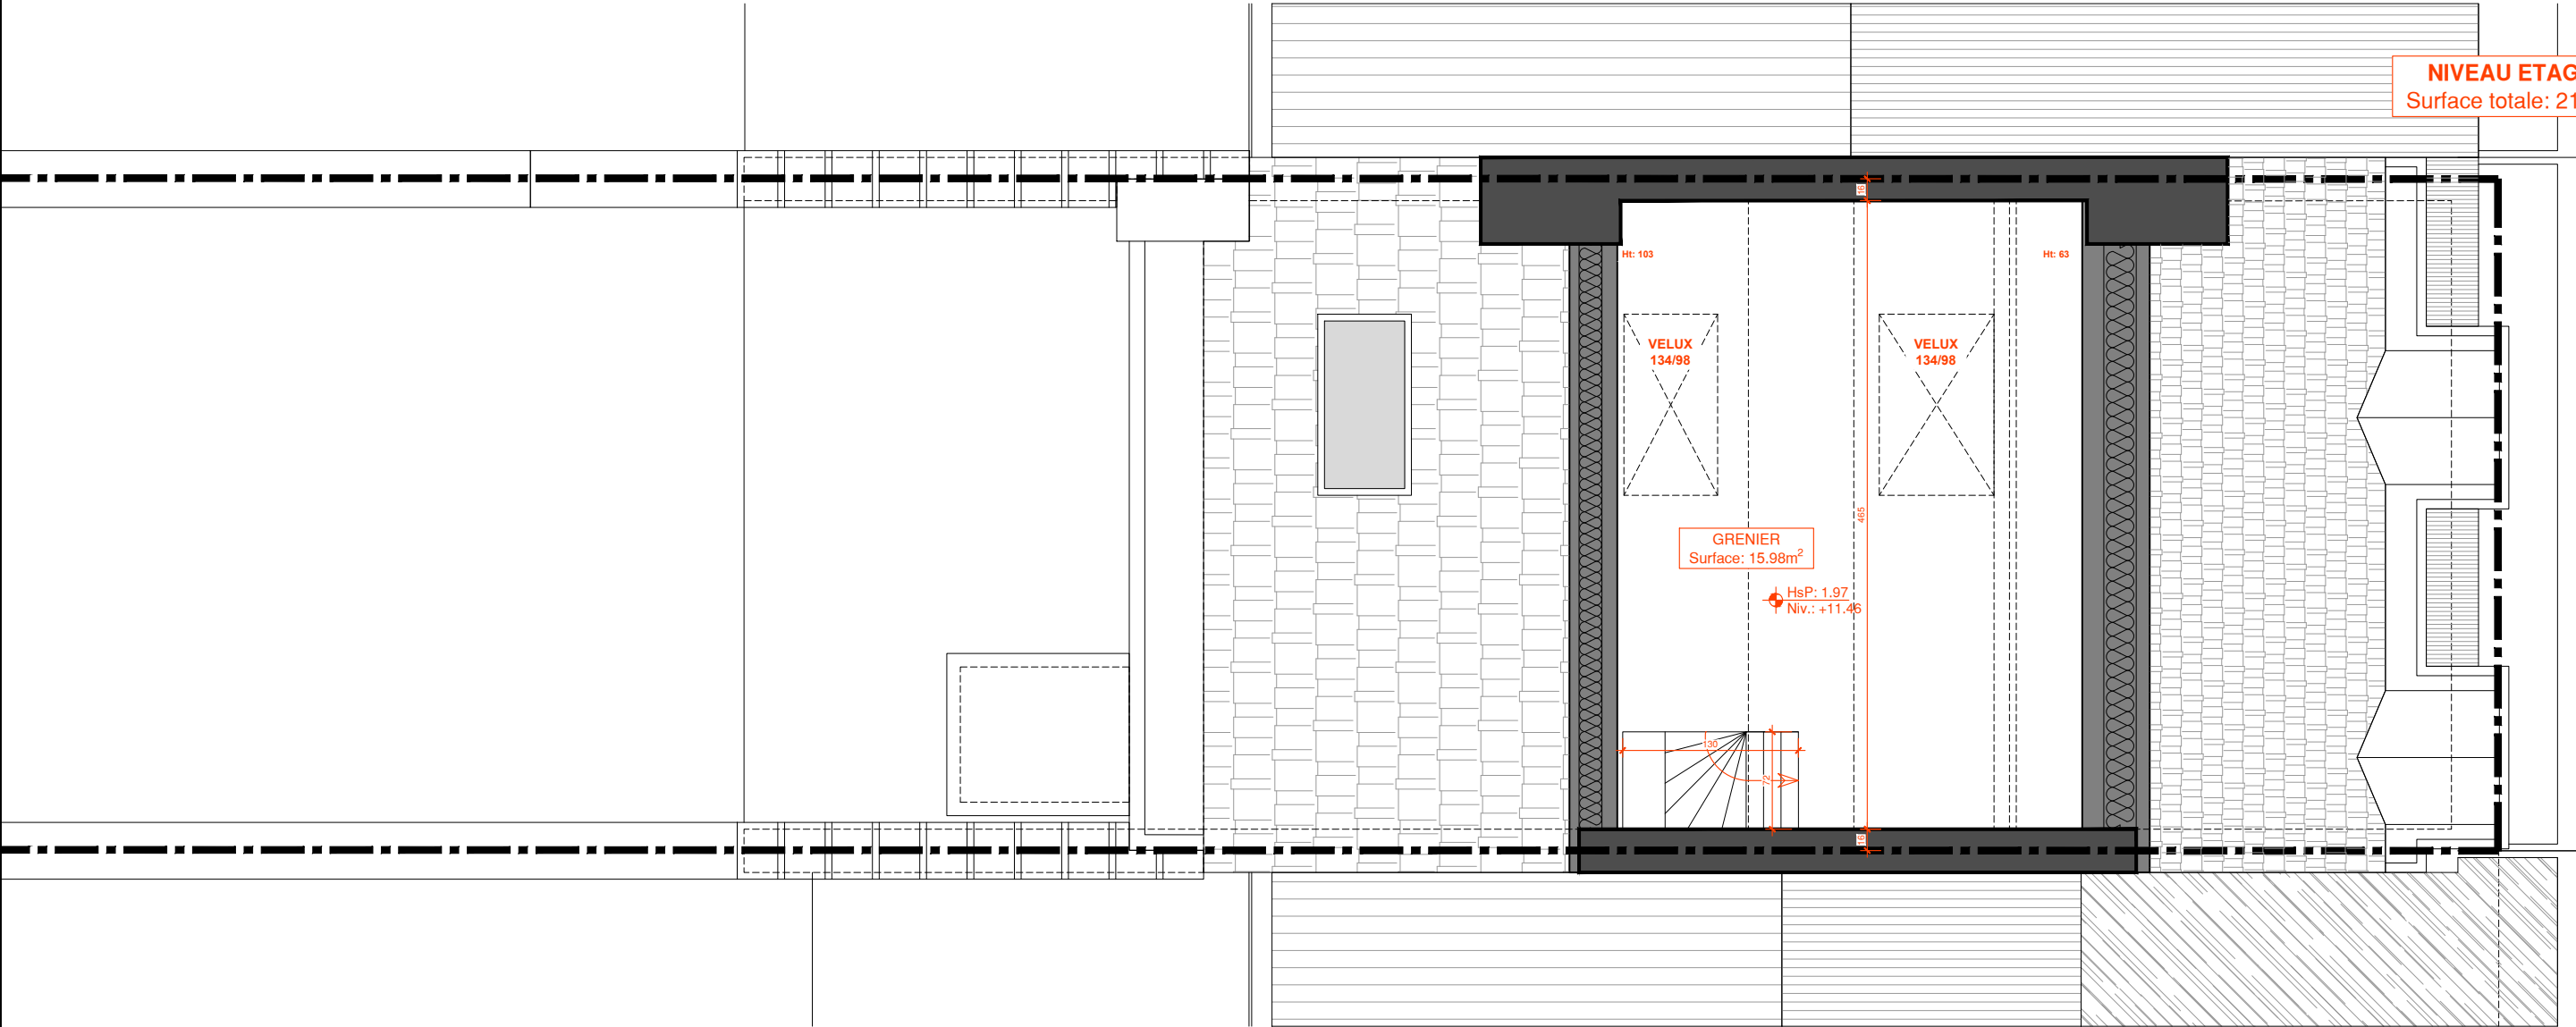 NIVEAU ETAG
Surface totale: 21
16
Ht: 103
Ht: 63
VELUX
134/98
VELUX
134/98
465
GRENIER
Surface: 15.98m²
HsP: 1.97
Niv.: +11.46
130
72
16